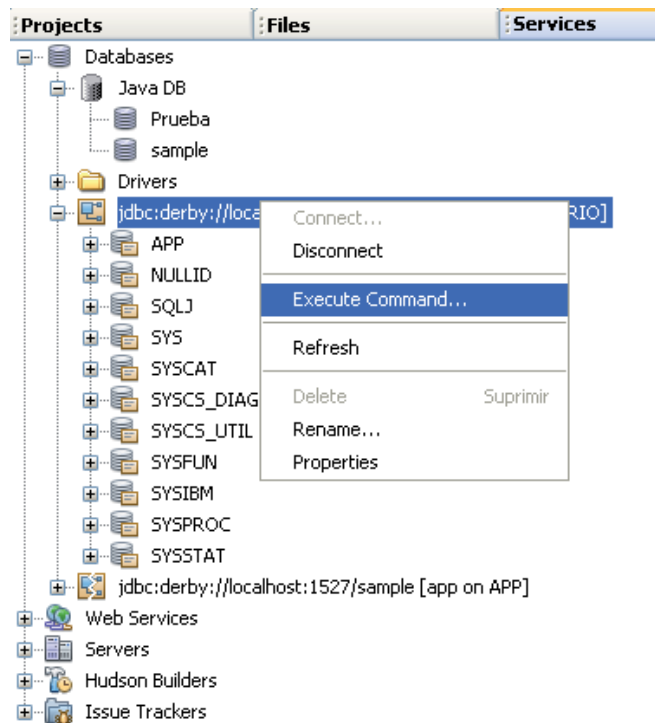 Projects Files Services
Databases
Java DB
Prueba
sample
Drivers
jdbc:derby://loca RIO]
Connect...
Disconnect
Execute Command...
Refresh
Delete Suprimir
Rename...
Properties
APP
NULLID
SQLJ
SYS
SYSCAT
SYSCS_DIAG
SYSCS_UTIL
SYSFUN
SYSIBM
SYSPROC
SYSSTAT
jdbc:derby://localhost:1527/sample [app on APP]
Web Services
Servers
Hudson Builders
Issue Trackers